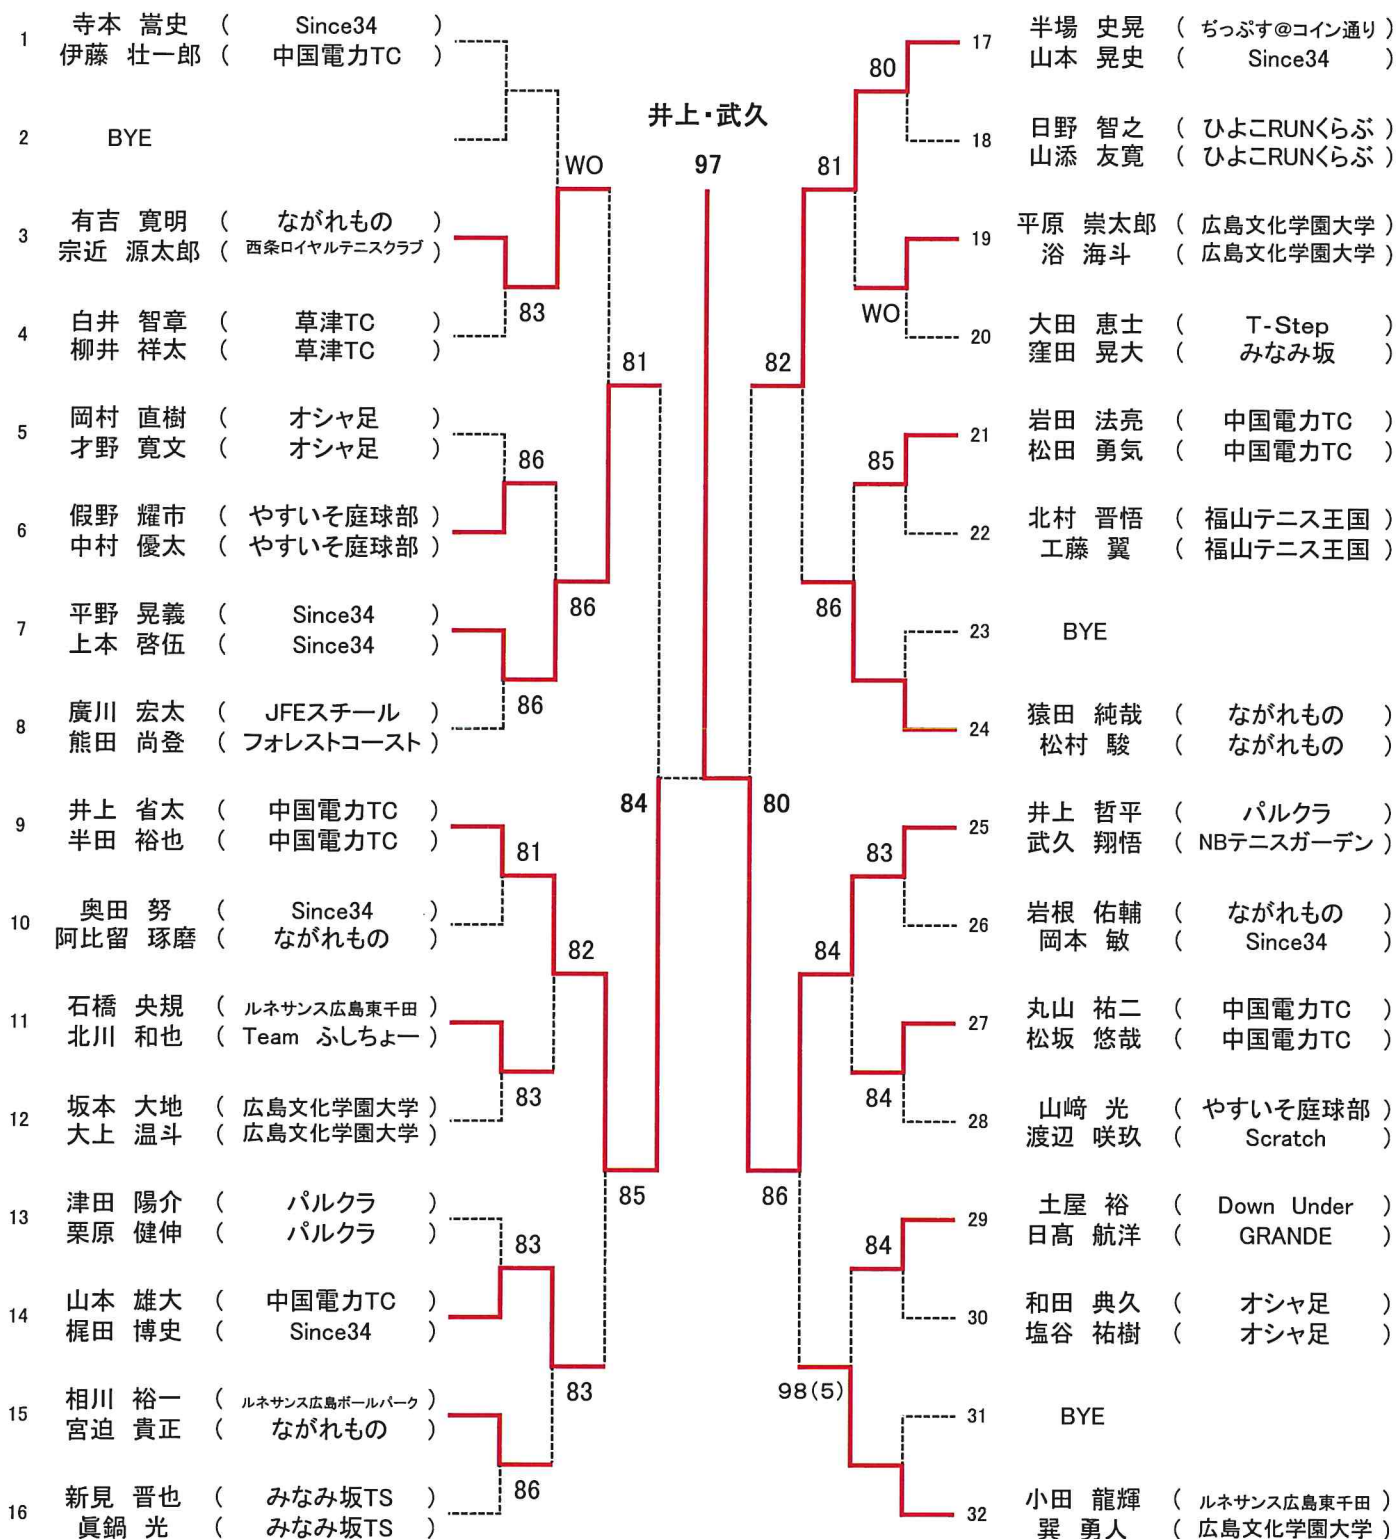 1 寺本 嵩史 ( Since34 )
伊藤 壮一郎 ( 中国電力TC )
2 BYE
3 有吉 寛明 ( ながれもの )
宗近 源太郎 ( 西条ロイヤルテニスクラブ )
4 白井 智章 ( 草津TC )
柳井 祥太 ( 草津TC )
5 岡村 直樹 ( オシャ足 )
才野 寛文 ( オシャ足 )
6 假野 耀市 ( やすいそ庭球部 )
中村 優太 ( やすいそ庭球部 )
7 平野 晃義 ( Since34 )
上本 啓伍 ( Since34 )
8 廣川 宏太 ( JFEスチール )
熊田 尚登 ( フォレストコースト )
9 井上 省太 ( 中国電力TC )
半田 裕也 ( 中国電力TC )
10 奥田 努 ( Since34 )
阿比留 琢磨 ( ながれもの )
11 石橋 央規 ( ルネサンス広島東千田 )
北川 和也 ( Team ふしちょー )
12 坂本 大地 ( 広島文化学園大学 )
大上 温斗 ( 広島文化学園大学 )
13 津田 陽介 ( パルクラ )
栗原 健伸 ( パルクラ )
14 山本 雄大 ( 中国電力TC )
梶田 博史 ( Since34 )
15 相川 裕一 ( ルネサンス広島ボールパーク )
宮迫 貴正 ( ながれもの )
16 新見 晋也 ( みなみ坂TS )
眞鍋 光 ( みなみ坂TS )
83
86
86
81
83
83
86
WO
86
82
83
81
85
84
井上・武久
97
80
82
86
81
86
84
98(5)
80
WO
85
83
84
84
17 半場 史晃 ( ぢっぷす@コイン通り )
山本 晃史 ( Since34 )
18 日野 智之 ( ひよこRUNくらぶ )
山添 友寛 ( ひよこRUNくらぶ )
19 平原 崇太郎 ( 広島文化学園大学 )
浴 海斗 ( 広島文化学園大学 )
20 大田 恵士 ( T-Step )
窪田 晃大 ( みなみ坂 )
21 岩田 法亮 ( 中国電力TC )
松田 勇気 ( 中国電力TC )
22 北村 晋悟 ( 福山テニス王国 )
工藤 翼 ( 福山テニス王国 )
23 BYE
24 猿田 純哉 ( ながれもの )
松村 駿 ( ながれもの )
25 井上 哲平 ( パルクラ )
武久 翔悟 ( NBテニスガーデン )
26 岩根 佑輔 ( ながれもの )
岡本 敏 ( Since34 )
27 丸山 祐二 ( 中国電力TC )
松坂 悠哉 ( 中国電力TC )
28 山﨑 光 ( やすいそ庭球部 )
渡辺 咲玖 ( Scratch )
29 土屋 裕 ( Down Under )
日髙 航洋 ( GRANDE )
30 和田 典久 ( オシャ足 )
塩谷 祐樹 ( オシャ足 )
31 BYE
32 小田 龍輝 ( ルネサンス広島東千田 )
巽 勇人 ( 広島文化学園大学 )